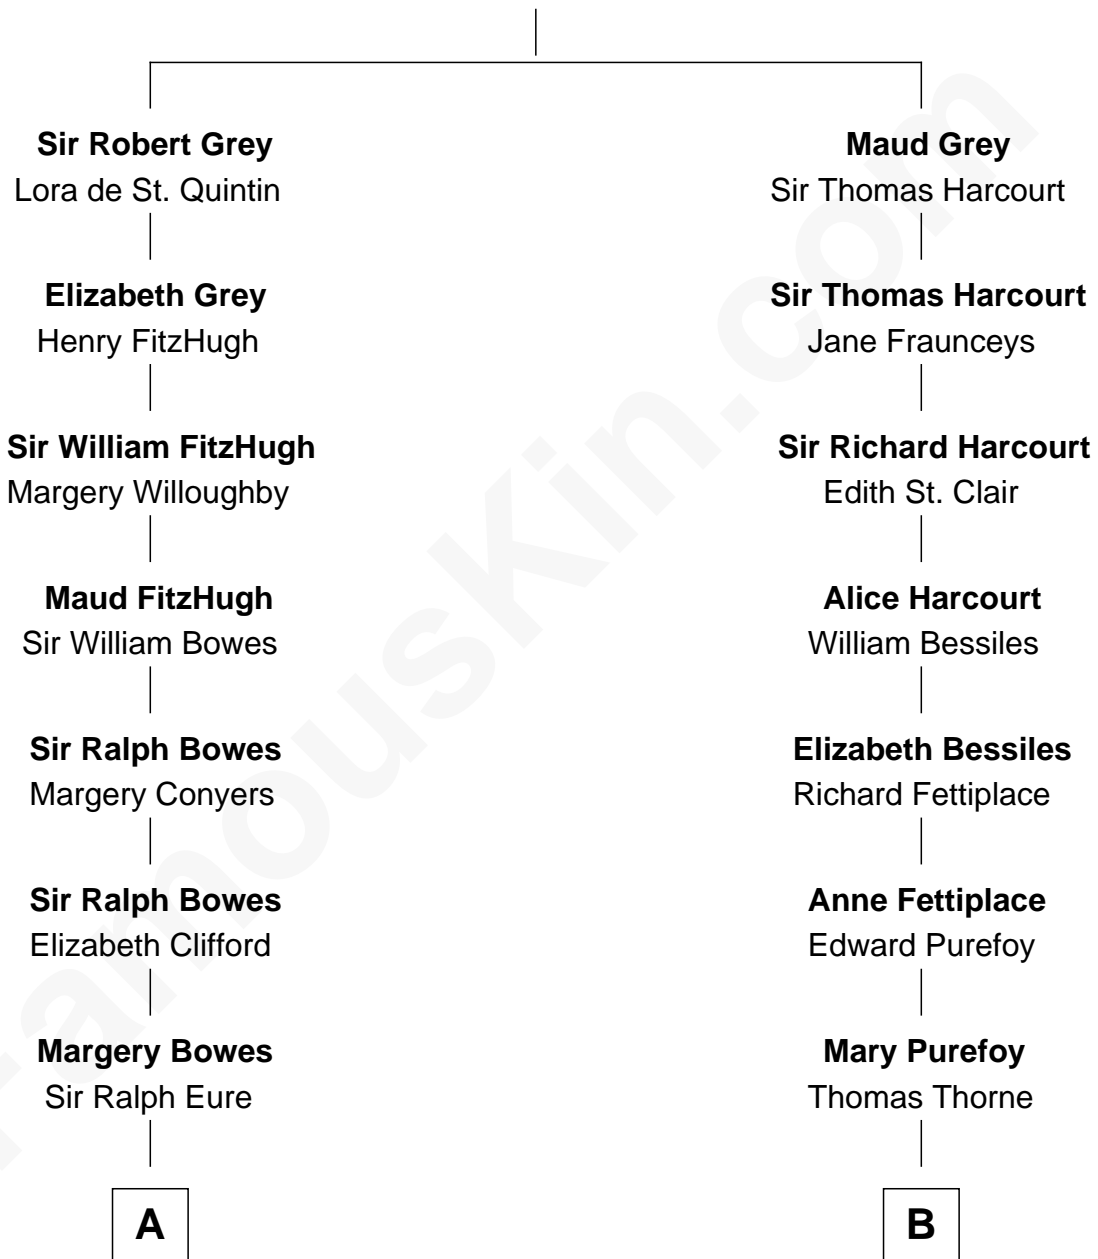 Sir Robert Grey
Lora de St. Quintin
Elizabeth Grey
Henry FitzHugh
Sir William FitzHugh
Margery Willoughby
Maud FitzHugh
Sir William Bowes
Sir Ralph Bowes
Margery Conyers
Sir Ralph Bowes
Elizabeth Clifford
Margery Bowes
Sir Ralph Eure
A
Maud Grey
Sir Thomas Harcourt
Sir Thomas Harcourt
Jane Fraunceys
Sir Richard Harcourt
Edith St. Clair
Alice Harcourt
William Bessiles
Elizabeth Bessiles
Richard Fettiplace
Anne Fettiplace
Edward Purefoy
Mary Purefoy
Thomas Thorne
B
FamousKin.com